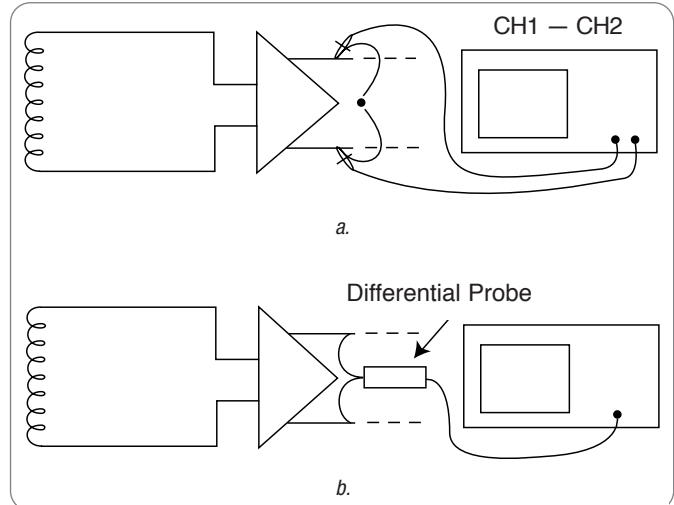 CH1 — CH2
a.
Differential Probe
b.